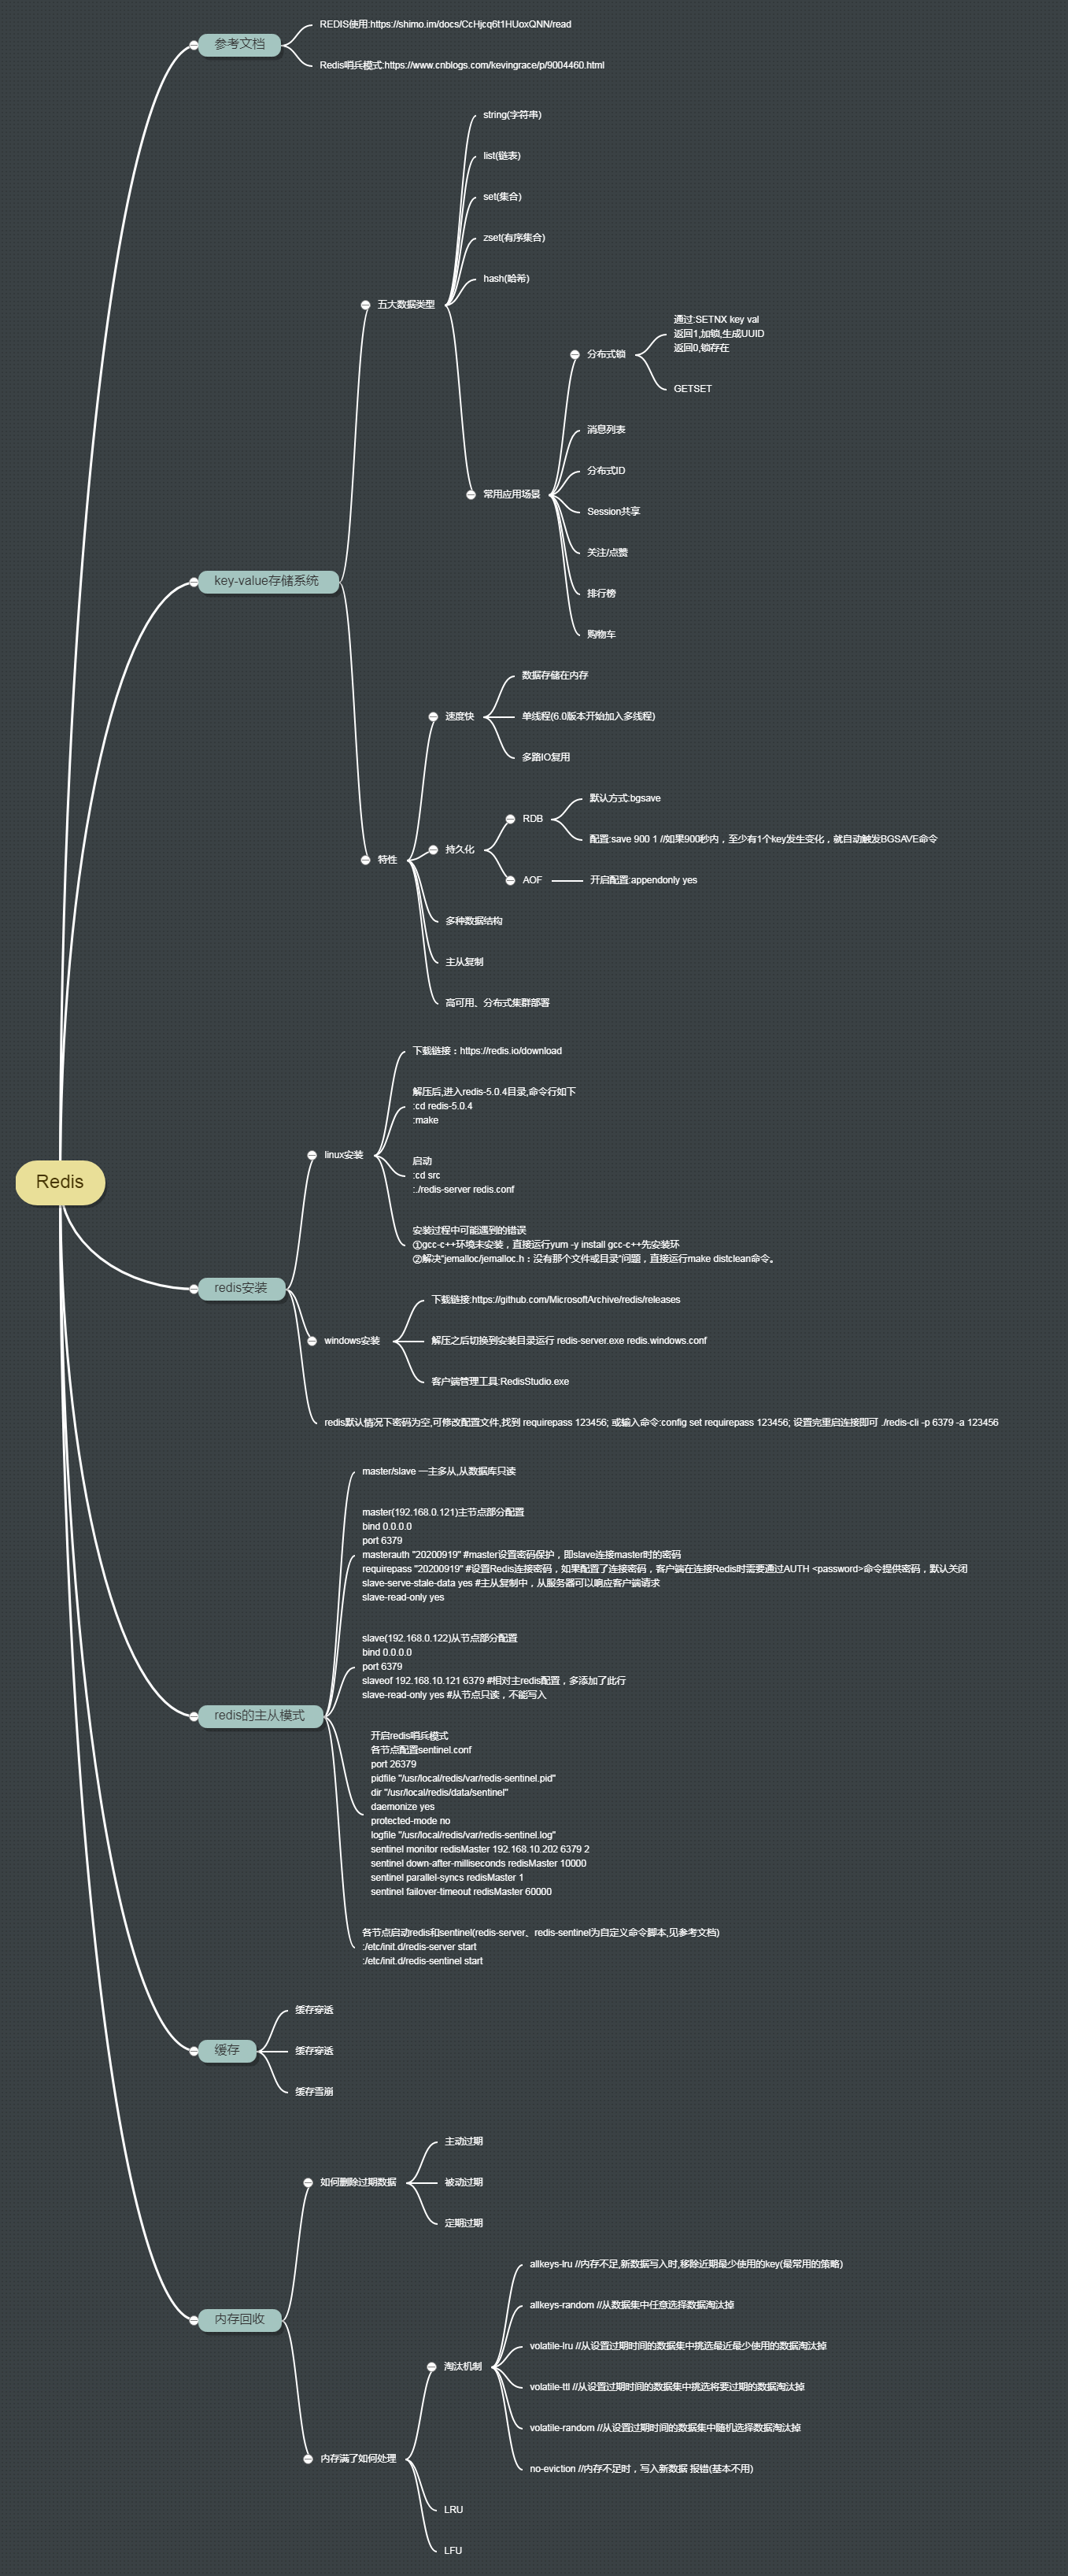 参考文档
REDIS使用:https://shimo.im/docs/CcHjcq6t1HUoxQNN/read
Redis哨兵模式:https://www.cnblogs.com/kevingrace/p/9004460.html
key-value存储系统
五大数据类型
string(字符串)
list(链表)
set(集合)
zset(有序集合)
hash(哈希)
常用应用场景
分布式锁
通过:SETNX key val
返回1,加锁,生成UUID
返回0,锁存在
GETSET
消息列表
分布式ID
Session共享
关注/点赞
排行榜
购物车
特性
速度快
数据存储在内存
单线程(6.0版本开始加入多线程)
多路IO复用
持久化
RDB
默认方式:bgsave
配置:save 900 1 //如果900秒内，至少有1个key发生变化，就自动触发BGSAVE命令
AOF
开启配置:appendonly yes
多种数据结构
主从复制
高可用、分布式集群部署
Redis
redis安装
linux安装
下载链接：https://redis.io/download
解压后,进入redis-5.0.4目录,命令行如下
:cd redis-5.0.4
:make
启动
:cd src
:./redis-server redis.conf
安装过程中可能遇到的错误
①gcc-c++环境未安装，直接运行yum -y install gcc-c++先安装环
②解决“jemalloc/jemalloc.h：没有那个文件或目录“问题，直接运行make distclean命令。
windows安装
下载链接:https://github.com/MicrosoftArchive/redis/releases
解压之后切换到安装目录运行 redis-server.exe redis.windows.conf
客户端管理工具:RedisStudio.exe
redis默认情况下密码为空,可修改配置文件,找到 requirepass 123456; 或输入命令:config set requirepass 123456; 设置完重启连接即可 ./redis-cli -p 6379 -a 123456
redis的主从模式
master/slave 一主多从,从数据库只读
master(192.168.0.121)主节点部分配置
bind 0.0.0.0
port 6379
masterauth "20200919" #master设置密码保护，即slave连接master时的密码
requirepass "20200919" #设置Redis连接密码，如果配置了连接密码，客户端在连接Redis时需要通过AUTH <password>命令提供密码，默认关闭
slave-serve-stale-data yes #主从复制中，从服务器可以响应客户端请求
slave-read-only yes
slave(192.168.0.122)从节点部分配置
bind 0.0.0.0
port 6379
slaveof 192.168.10.121 6379 #相对主redis配置，多添加了此行
slave-read-only yes #从节点只读，不能写入
开启redis哨兵模式
各节点配置sentinel.conf
port 26379
pidfile "/usr/local/redis/var/redis-sentinel.pid"
dir "/usr/local/redis/data/sentinel"
daemonize yes
protected-mode no
logfile "/usr/local/redis/var/redis-sentinel.log"
sentinel monitor redisMaster 192.168.10.202 6379 2
sentinel down-after-milliseconds redisMaster 10000
sentinel parallel-syncs redisMaster 1
sentinel failover-timeout redisMaster 60000
各节点启动redis和sentinel(redis-server、redis-sentinel为自定义命令脚本,见参考文档)
:/etc/init.d/redis-server start
:/etc/init.d/redis-sentinel start
缓存
缓存穿透
缓存穿透
缓存雪崩
内存回收
如何删除过期数据
主动过期
被动过期
定期过期
内存满了如何处理
淘汰机制
allkeys-lru //内存不足,新数据写入时,移除近期最少使用的key(最常用的策略)
allkeys-random //从数据集中任意选择数据淘汰掉
volatile-lru //从设置过期时间的数据集中挑选最近最少使用的数据淘汰掉
volatile-ttl //从设置过期时间的数据集中挑选将要过期的数据淘汰掉
volatile-random //从设置过期时间的数据集中随机选择数据淘汰掉
no-eviction //内存不足时，写入新数据 报错(基本不用)
LRU
LFU